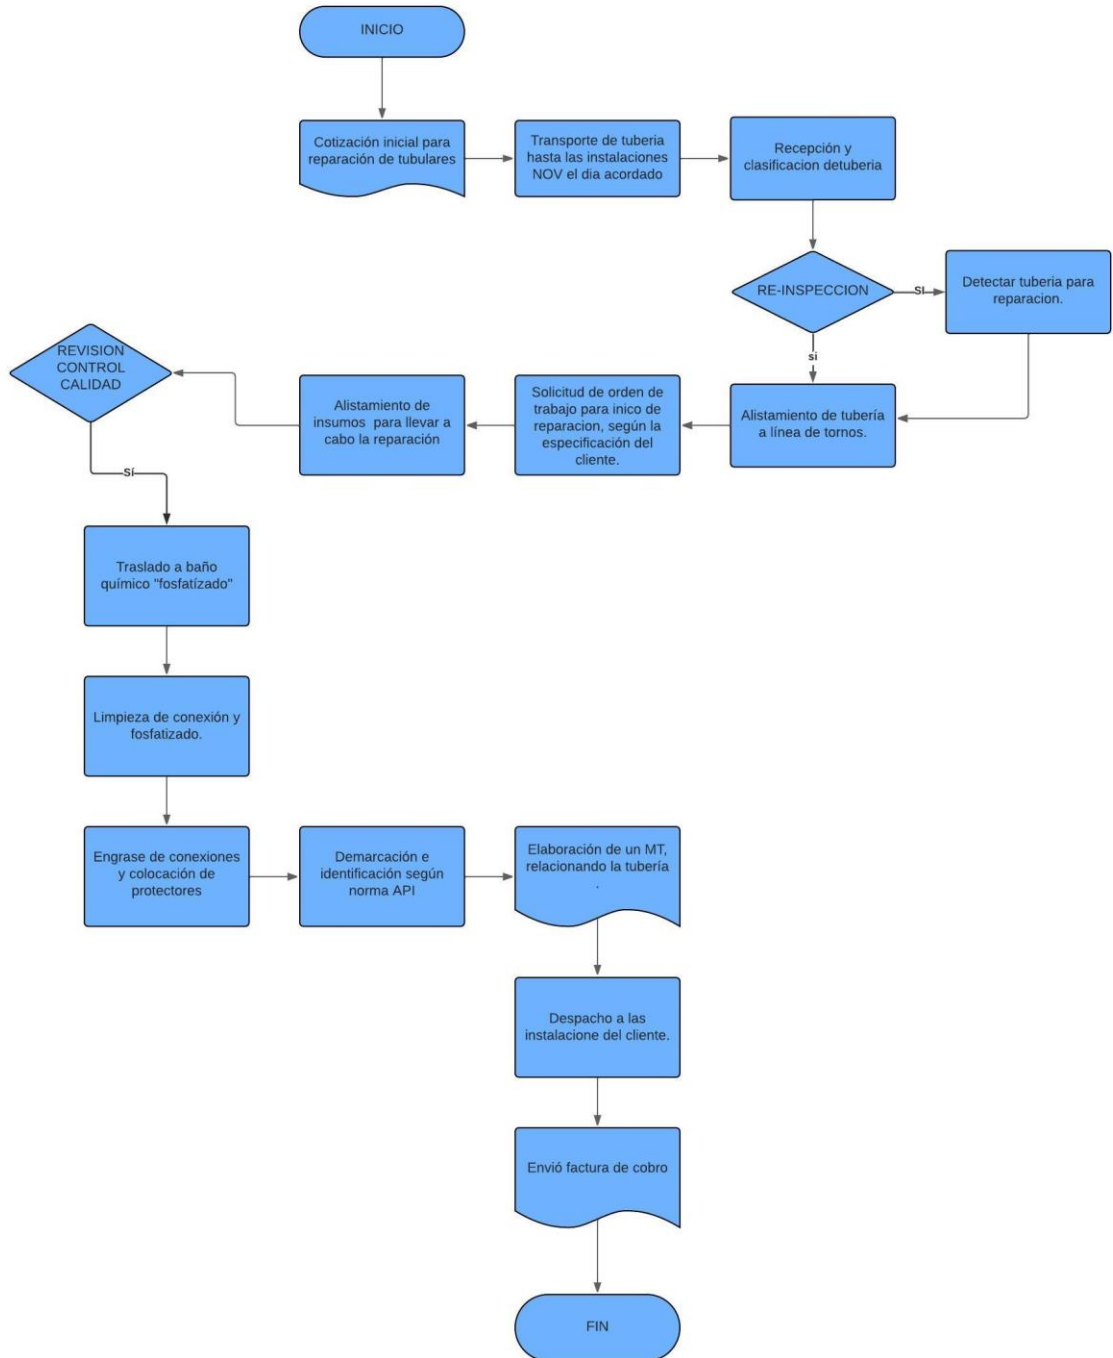 INICIO
Cotización inicial para
reparación de tubulares
Transporte de tuberia
hasta las instalaciones
NOV el dia acordado
Recepción y
clasificacion detuberia
RE-INSPECCION
SI
Detectar tuberia para
reparacion.
si
Alistamiento de tubería
a línea de tornos.
Solicitud de orden de
trabajo para inico de
reparacion, según la
especificación del
cliente.
Alistamiento de
insumos para llevar a
cabo la reparación
REVISION
CONTROL
CALIDAD
Sí
Traslado a baño
químico "fosfatízado"
Limpieza de conexión y
fosfatizado.
Engrase de conexiones
y colocación de
protectores
Demarcación e
identificación según
norma API
Elaboración de un MT,
relacionando la tubería
.
Despacho a las
instalacione del cliente.
Envió factura de cobro
FIN